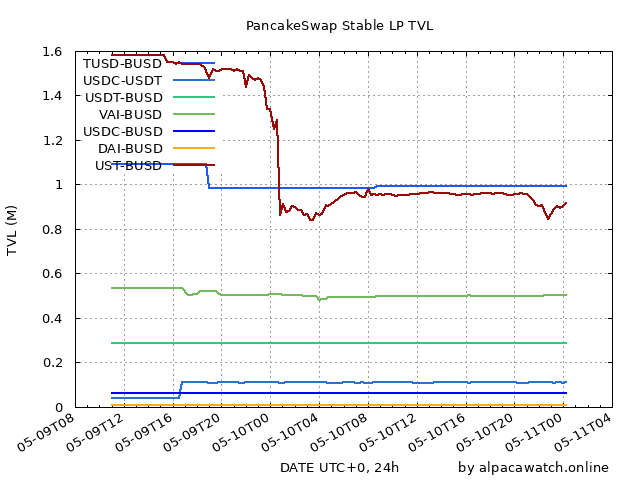 PancakeSwap Stable LP TVL
TVL (M)
1.6
1.4
1.2
1
0.8
0.6
0.4
0.2
0
TUSD-BUSD
USDC-USDT
USDT-BUSD
VAI-BUSD
USDC-BUSD
DAI-BUSD
UST-BUSD
05-09T08
05-09T12
05-09T16
05-09T20
05-10T00
05-10T04
05-10T08
05-10T12
05-10T16
05-10T20
05-11T00
05-11T04
DATE UTC+0, 24h
by alpacawatch.online